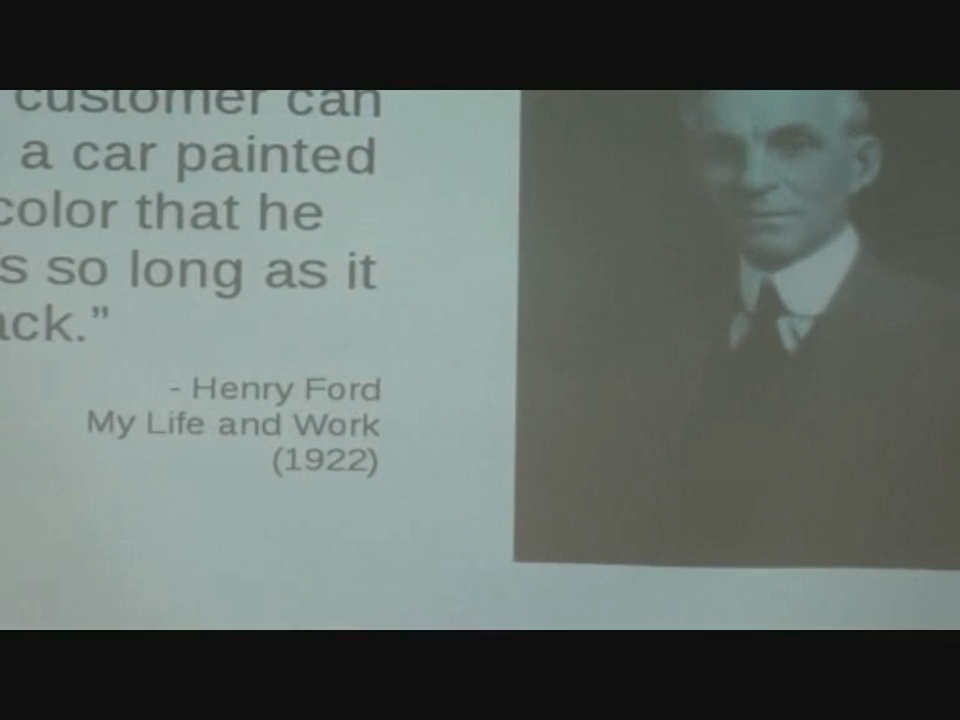 customer can
a car painted
color that he
s so long as it
ack.”
- Henry Ford
My Life and Work
(1922)